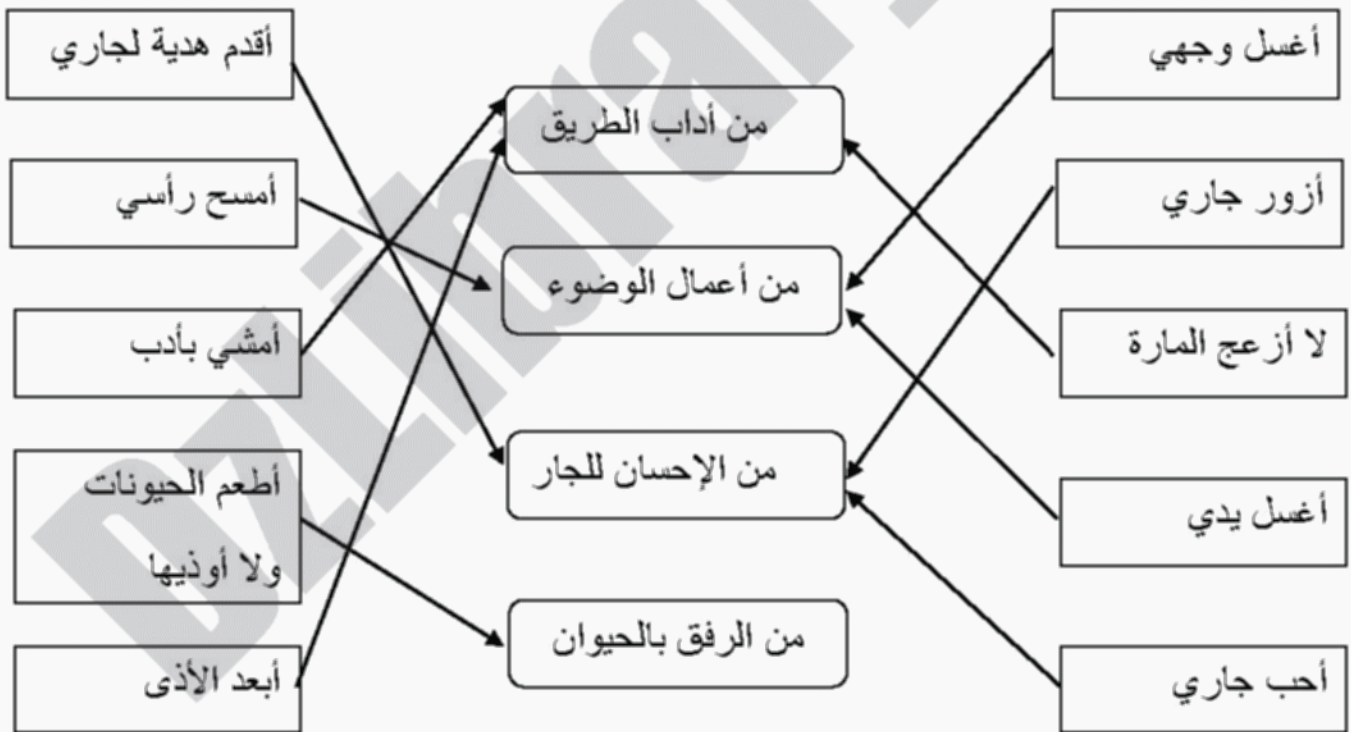 أغسل وجهي
أزور جاري
لا أزعج المارة
أغسل يدي
أحب جاري
من أداب الطريق
من أعمال الوضوء
من الإحسان للجار
من الرفق بالحيوان
أقدم هدية لجاري
أمسح رأسي
أمشي بأدب
أطعم الحيونات
ولا أوذيها
أبعد الأذى